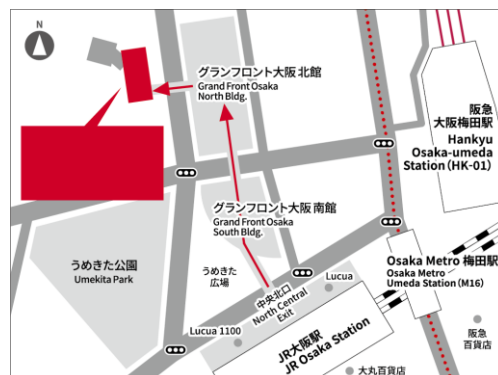 N
グランフロント大阪 北館
Grand Front Osaka
North Bldg.
阪急
大阪梅田駅
Hankyu
Osaka-umeda
Station (HK-01)
グランフロント大阪 南館
Grand Front Osaka
South Bldg.
うめきた公園
Umekita Park
うめきた
広場
Osaka Metro 梅田駅
Osaka Metro
Umeda Station (M16)
中央北口
North Central
Exit
Lucua
Lucua 1100
JR大阪駅
JR Osaka Station
阪急
百貨店
大丸百貨店